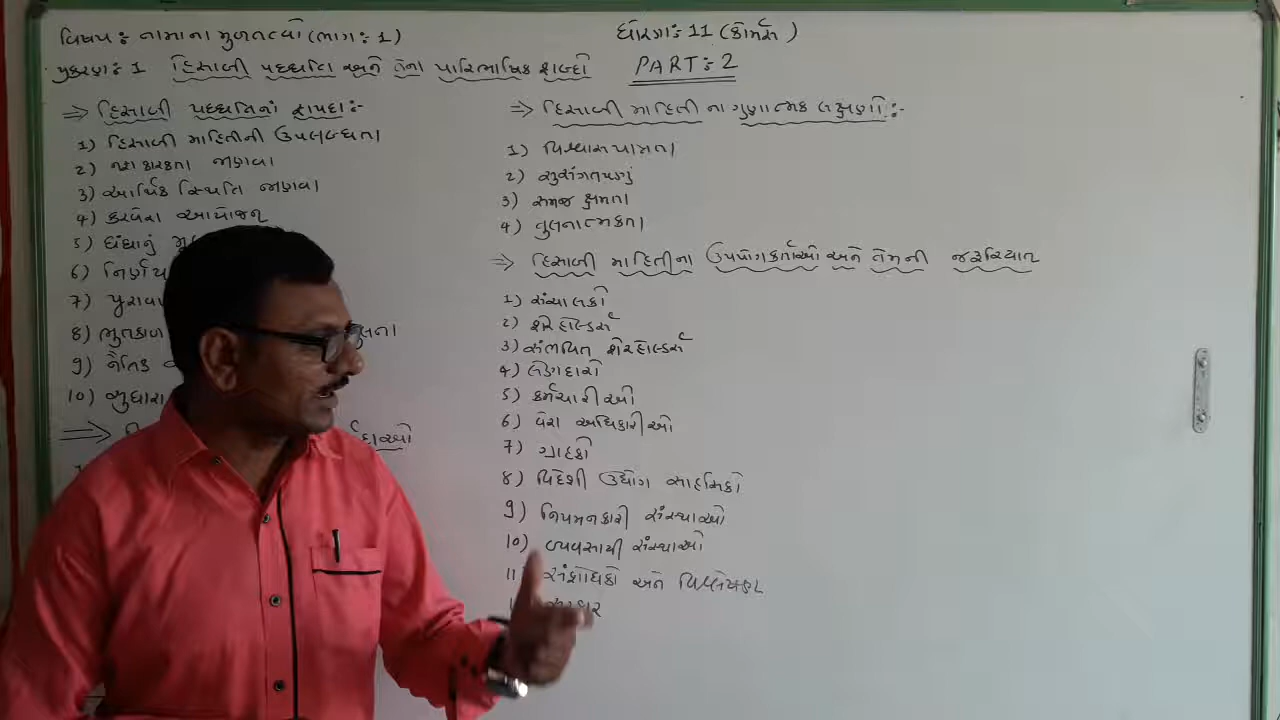 વિષય : નામાના મૂળતત્વો (ભાગ : 1)
ધોરણ : 11 (કોમર્સ)
પ્રકરણ : 1 હિસાબી પદ્ધતિ અને તેના પારિભાષિક શબ્દો PART : 2
⇒ હિસાબી પદ્ધતિનાં ફાયદા :-
1) હિસાબી માહિતીની ઉપલબ્ધતા
2) નફાકારકતા જાણવા
3) આર્થિક સ્થિતિ જાણવા
4) કરવેરા આયોજન
5) ધંધાનું
6) નિર્ણય
7) પુરાવા
8) ભુતકાળ
9) નૈતિક
10) સુધારા
⇒ હિસાબી માહિતી ના ગુણાત્મક લક્ષણો :-
1) વિશ્વાસપાત્રતા
2) સુસંગતપણું
3) સમજ ક્ષમતા
4) તુલનાત્મકતા
⇒ હિસાબી માહિતીના ઉપયોગકર્તાઓ અને તેમની જરૂરિયાત
1) સંચાલકો
2) શેરહોલ્ડર્સ
3) સંભવિત શેરહોલ્ડર્સ
4) લેણદારો
5) કર્મચારીઓ
6) વેરા અધિકારીઓ
7) ગ્રાહકો
8) વિદેશી ઉદ્યોગ સાહસિકો
9) નિયમનકારી સંસ્થાઓ
10) વ્યવસાયી સંસ્થાઓ
11 સંશોધકો અને વિશ્લેષકો
સરકાર